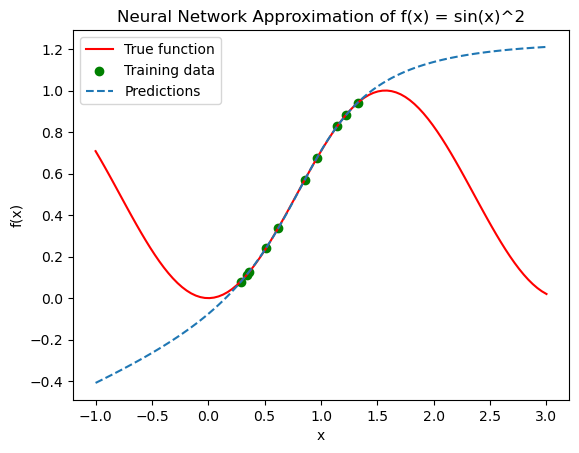 Neural Network Approximation of f(x) = sin(x)^2
True function
Training data
Predictions
f(x)
1.2
1.0
0.8
0.6
0.4
0.2
0.0
−0.2
−0.4
−1.0 −0.5 0.0 0.5 1.0 1.5 2.0 2.5 3.0
x